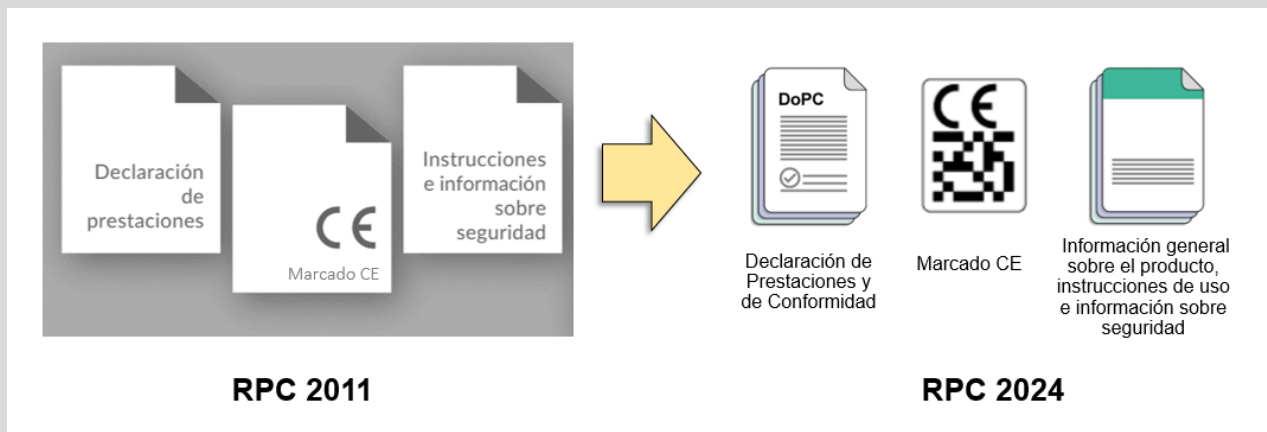 Declaración
de
prestaciones
CE
Marcado CE
Instrucciones
e información
sobre
seguridad
RPC 2011
DoPC
Declaración de
Prestaciones y
de Conformidad
CE
Marcado CE
Información general
sobre el producto,
instrucciones de uso
e información sobre
seguridad
RPC 2024